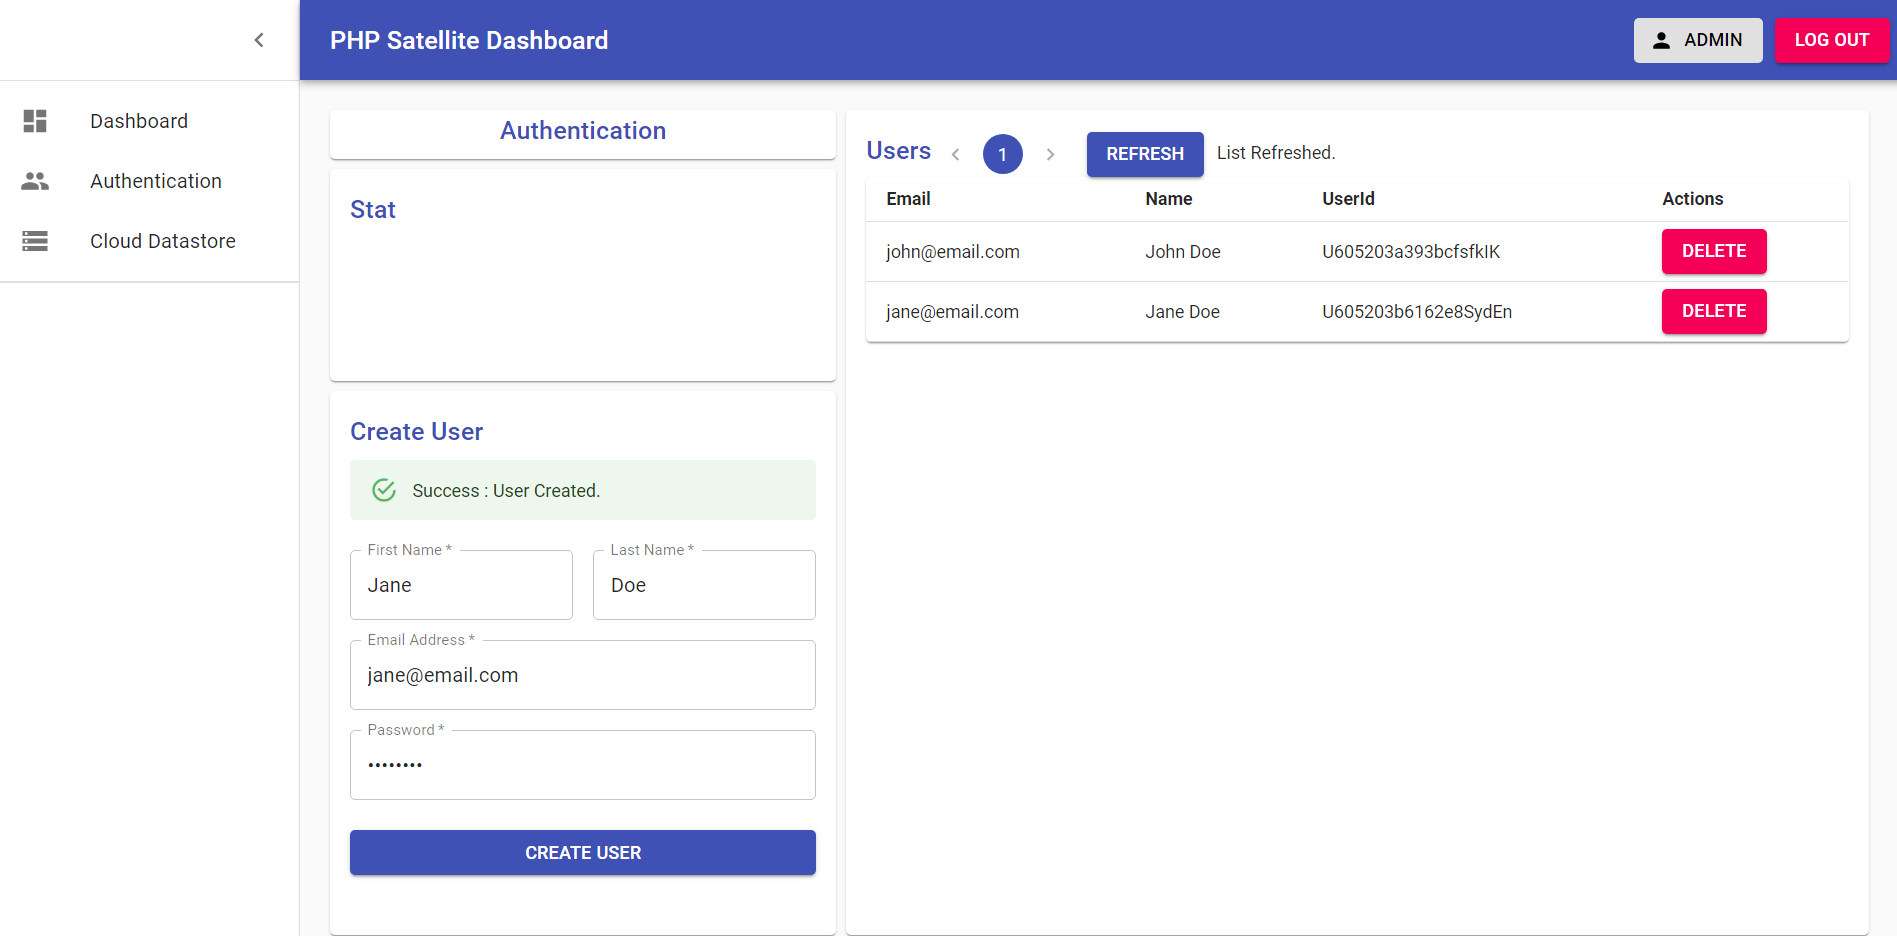 PHP Satellite Dashboard
ADMIN
LOG OUT
Dashboard
Authentication
Cloud Datastore
Authentication
Stat
Create User
Success : User Created.
First Name *
Last Name *
Jane
Doe
Email Address *
jane@email.com
Password *
••••••••
CREATE USER
Users
1
REFRESH
List Refreshed.
Email Name UserId Actions
john@email.com John Doe U605203a393bcfsfkIK DELETE
jane@email.com Jane Doe U605203b6162e8SydEn DELETE